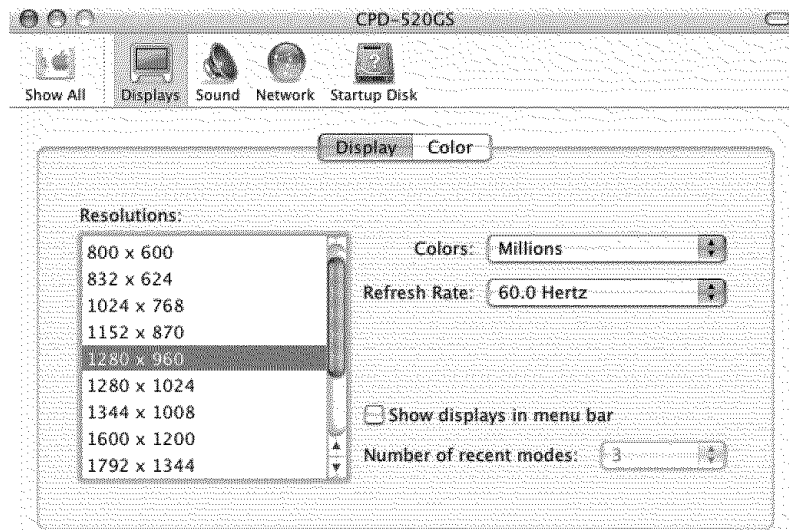 CPD-520GS
Show All Displays Sound Network Startup Disk
Display Color
Resolutions:
800 x 600
832 x 624
1024 x 768
1152 x 870
1280 x 960
1280 x 1024
1344 x 1008
1600 x 1200
1792 x 1344
Colors: Millions
Refresh Rate: 60.0 Hertz
Show displays in menu bar
Number of recent modes: 3